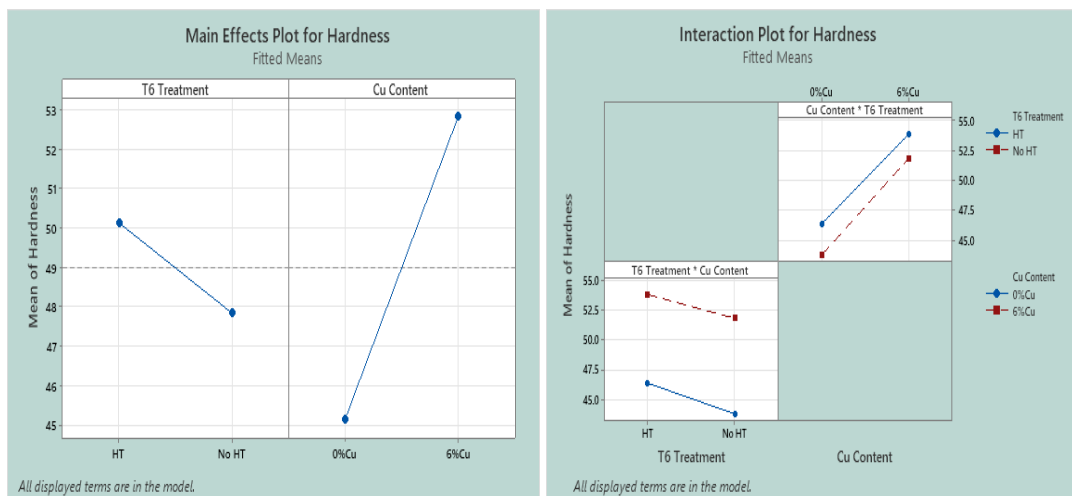 Main Effects Plot for Hardness
Fitted Means
T6 Treatment
Cu Content
Mean of Hardness
53
52
51
50
49
48
47
46
45
HT
No HT
0%Cu
6%Cu
All displayed terms are in the model.
Interaction Plot for Hardness
Fitted Means
0%Cu
6%Cu
Cu Content * T6 Treatment
55.0
52.5
50.0
47.5
45.0
T6 Treatment
HT
No HT
Mean of Hardness
T6 Treatment * Cu Content
55.0
52.5
50.0
47.5
45.0
Cu Content
0%Cu
6%Cu
HT
No HT
T6 Treatment
Cu Content
All displayed terms are in the model.